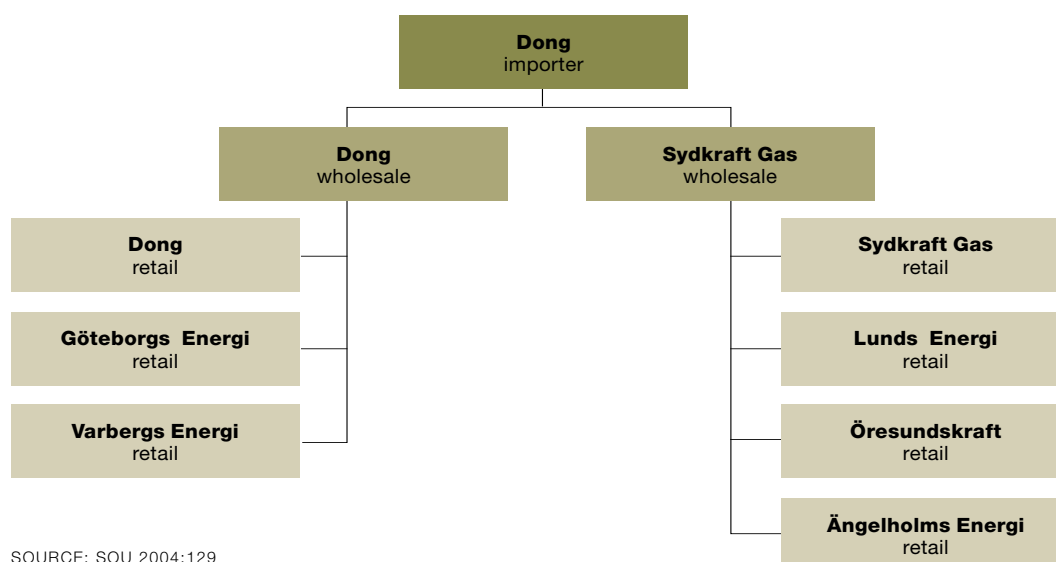 Dong
importer
Dong
wholesale
Sydkraft Gas
wholesale
Dong
retail
Göteborgs Energi
retail
Varbergs Energi
retail
Sydkraft Gas
retail
Lunds Energi
retail
Öresundskraft
retail
Ängelholms Energi
retail
SOURCE: SOU 2004:129